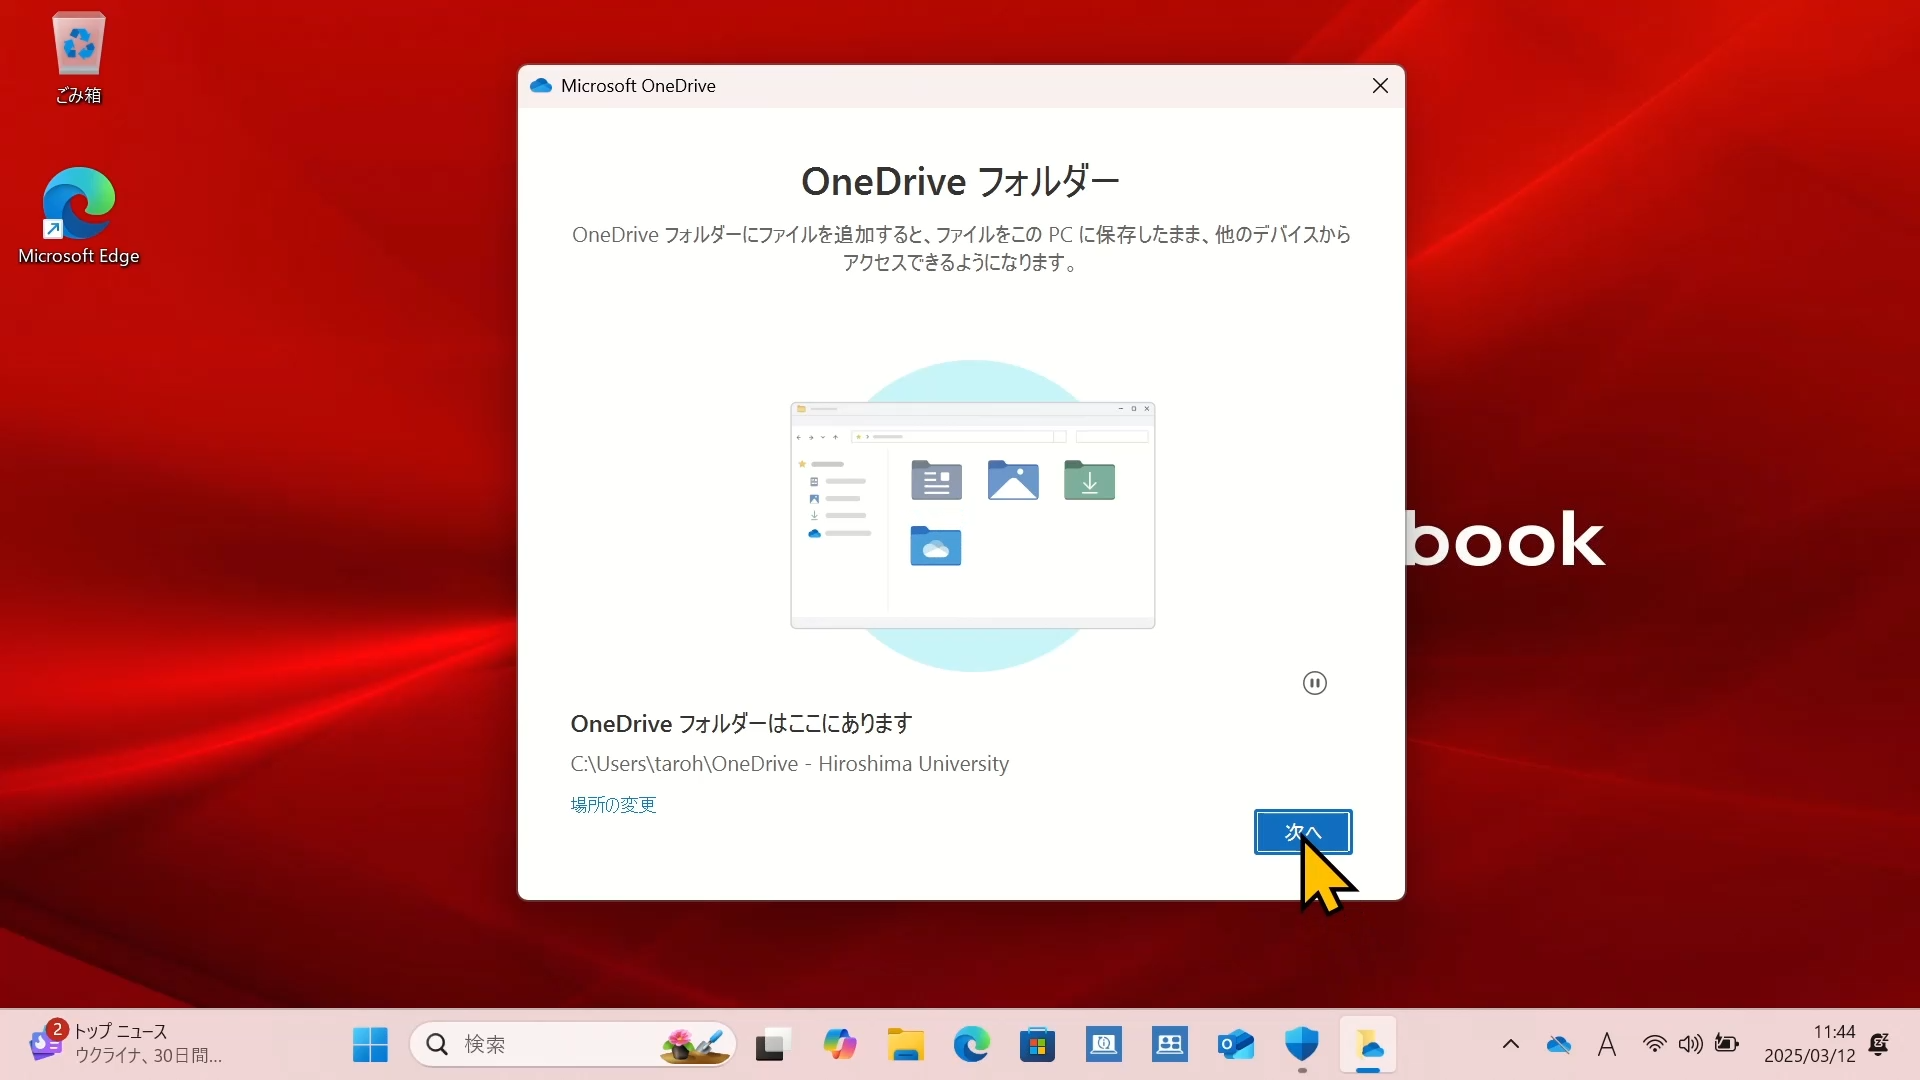 ごみ箱
Microsoft Edge
Microsoft OneDrive
OneDrive フォルダー
OneDrive フォルダーにファイルを追加すると、ファイルをこの PC に保存したまま、他のデバイスから
アクセスできるようになります。
book
OneDrive フォルダーはここにあります
C:\Users\taroh\OneDrive - Hiroshima University
場所の変更
次へ
2
トップ ニュース
ウクライナ、30日間...
検索
A
11:44
2025/03/12